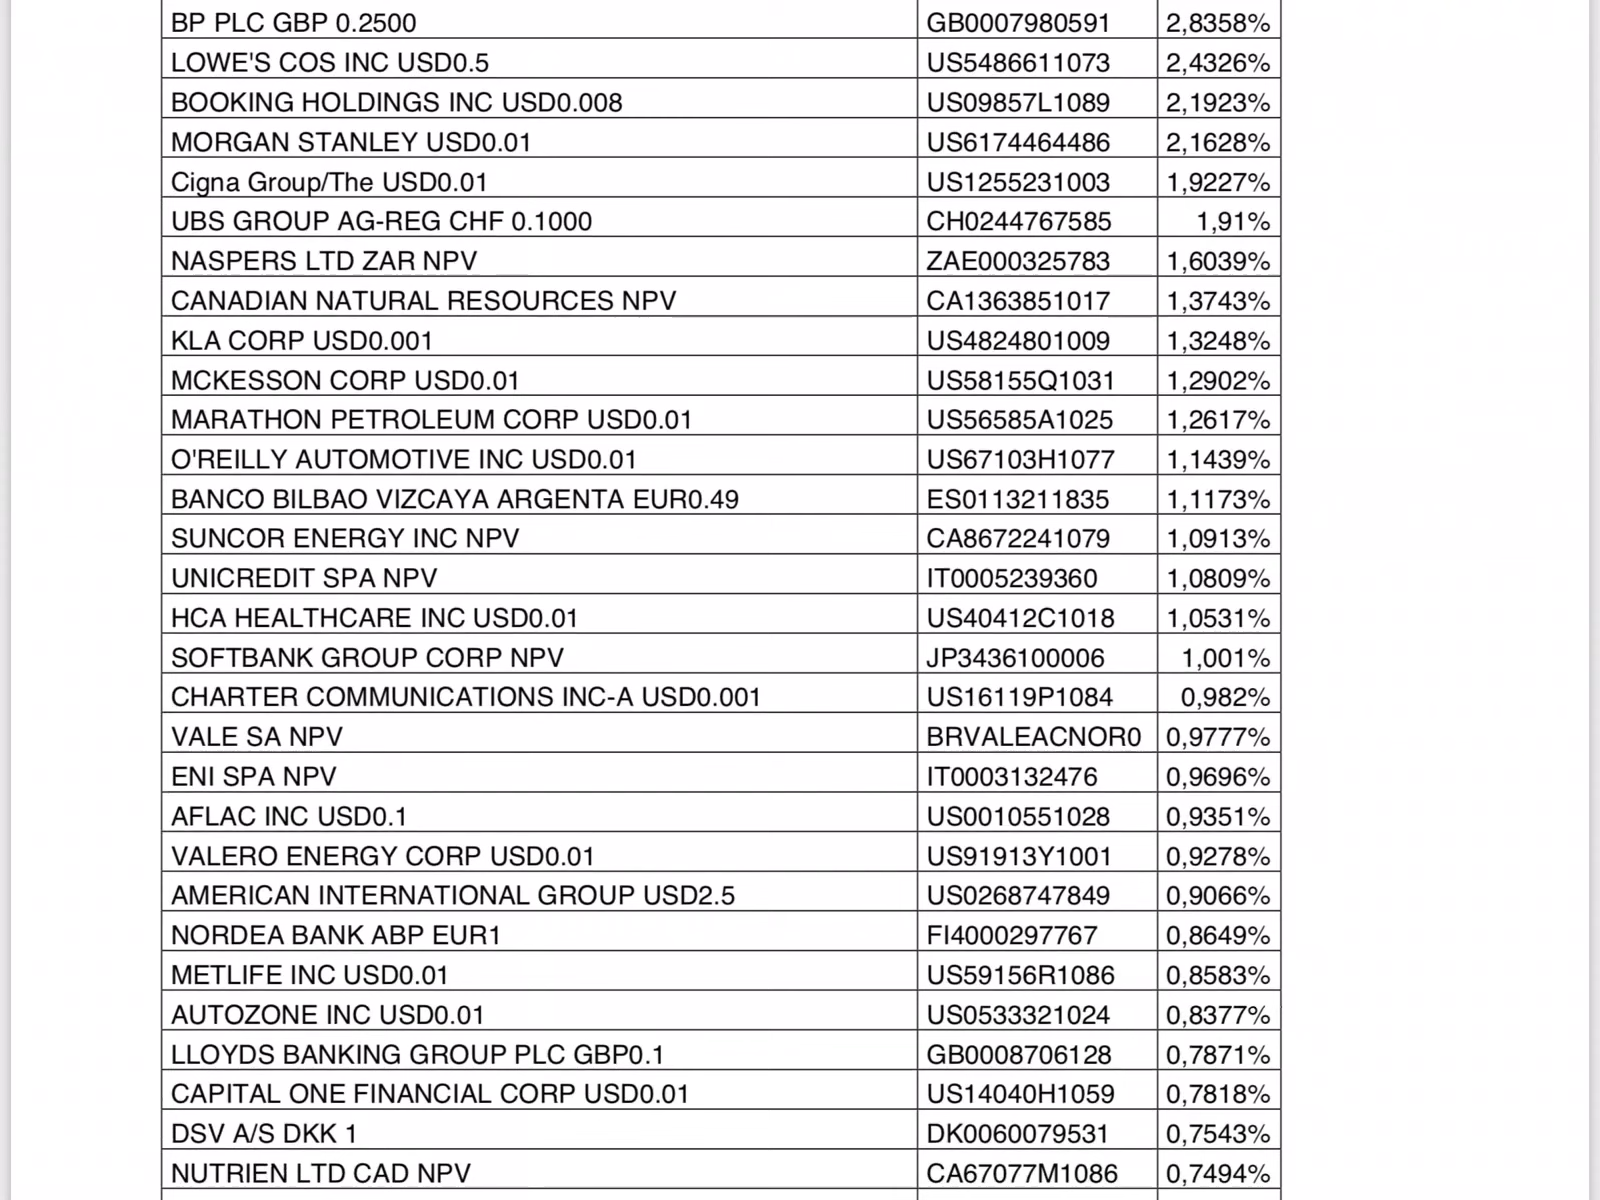 BP PLC GBP 0.2500 GB0007980591 2,8358%
LOWE'S COS INC USD0.5 US5486611073 2,4326%
BOOKING HOLDINGS INC USD0.008 US09857L1089 2,1923%
MORGAN STANLEY USD0.01 US6174464486 2,1628%
Cigna Group/The USD0.01 US1255231003 1,9227%
UBS GROUP AG-REG CHF 0.1000 CH0244767585 1,91%
NASPERS LTD ZAR NPV ZAE000325783 1,6039%
CANADIAN NATURAL RESOURCES NPV CA1363851017 1,3743%
KLA CORP USD0.001 US4824801009 1,3248%
MCKESSON CORP USD0.01 US58155Q1031 1,2902%
MARATHON PETROLEUM CORP USD0.01 US56585A1025 1,2617%
O'REILLY AUTOMOTIVE INC USD0.01 US67103H1077 1,1439%
BANCO BILBAO VIZCAYA ARGENTA EUR0.49 ES0113211835 1,1173%
SUNCOR ENERGY INC NPV CA8672241079 1,0913%
UNICREDIT SPA NPV IT0005239360 1,0809%
HCA HEALTHCARE INC USD0.01 US40412C1018 1,0531%
SOFTBANK GROUP CORP NPV JP3436100006 1,001%
CHARTER COMMUNICATIONS INC-A USD0.001 US16119P1084 0,982%
VALE SA NPV BRVALEACNOR0 0,9777%
ENI SPA NPV IT0003132476 0,9696%
AFLAC INC USD0.1 US0010551028 0,9351%
VALERO ENERGY CORP USD0.01 US91913Y1001 0,9278%
AMERICAN INTERNATIONAL GROUP USD2.5 US0268747849 0,9066%
NORDEA BANK ABP EUR1 FI4000297767 0,8649%
METLIFE INC USD0.01 US59156R1086 0,8583%
AUTOZONE INC USD0.01 US0533321024 0,8377%
LLOYDS BANKING GROUP PLC GBP0.1 GB0008706128 0,7871%
CAPITAL ONE FINANCIAL CORP USD0.01 US14040H1059 0,7818%
DSV A/S DKK 1 DK0060079531 0,7543%
NUTRIEN LTD CAD NPV CA67077M1086 0,7494%